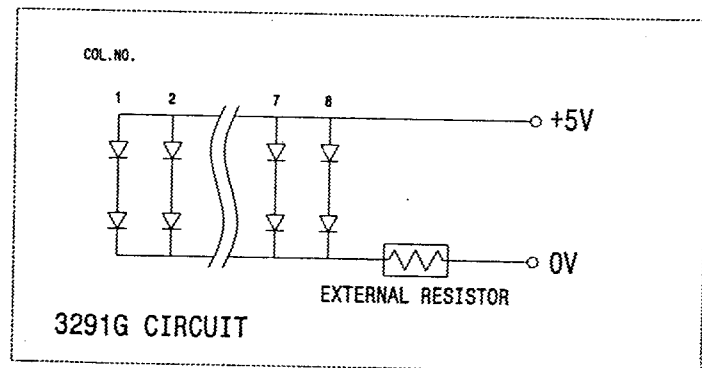 COL.NO.
1 2 7 8
+5V
0V
EXTERNAL RESISTOR
3291G CIRCUIT